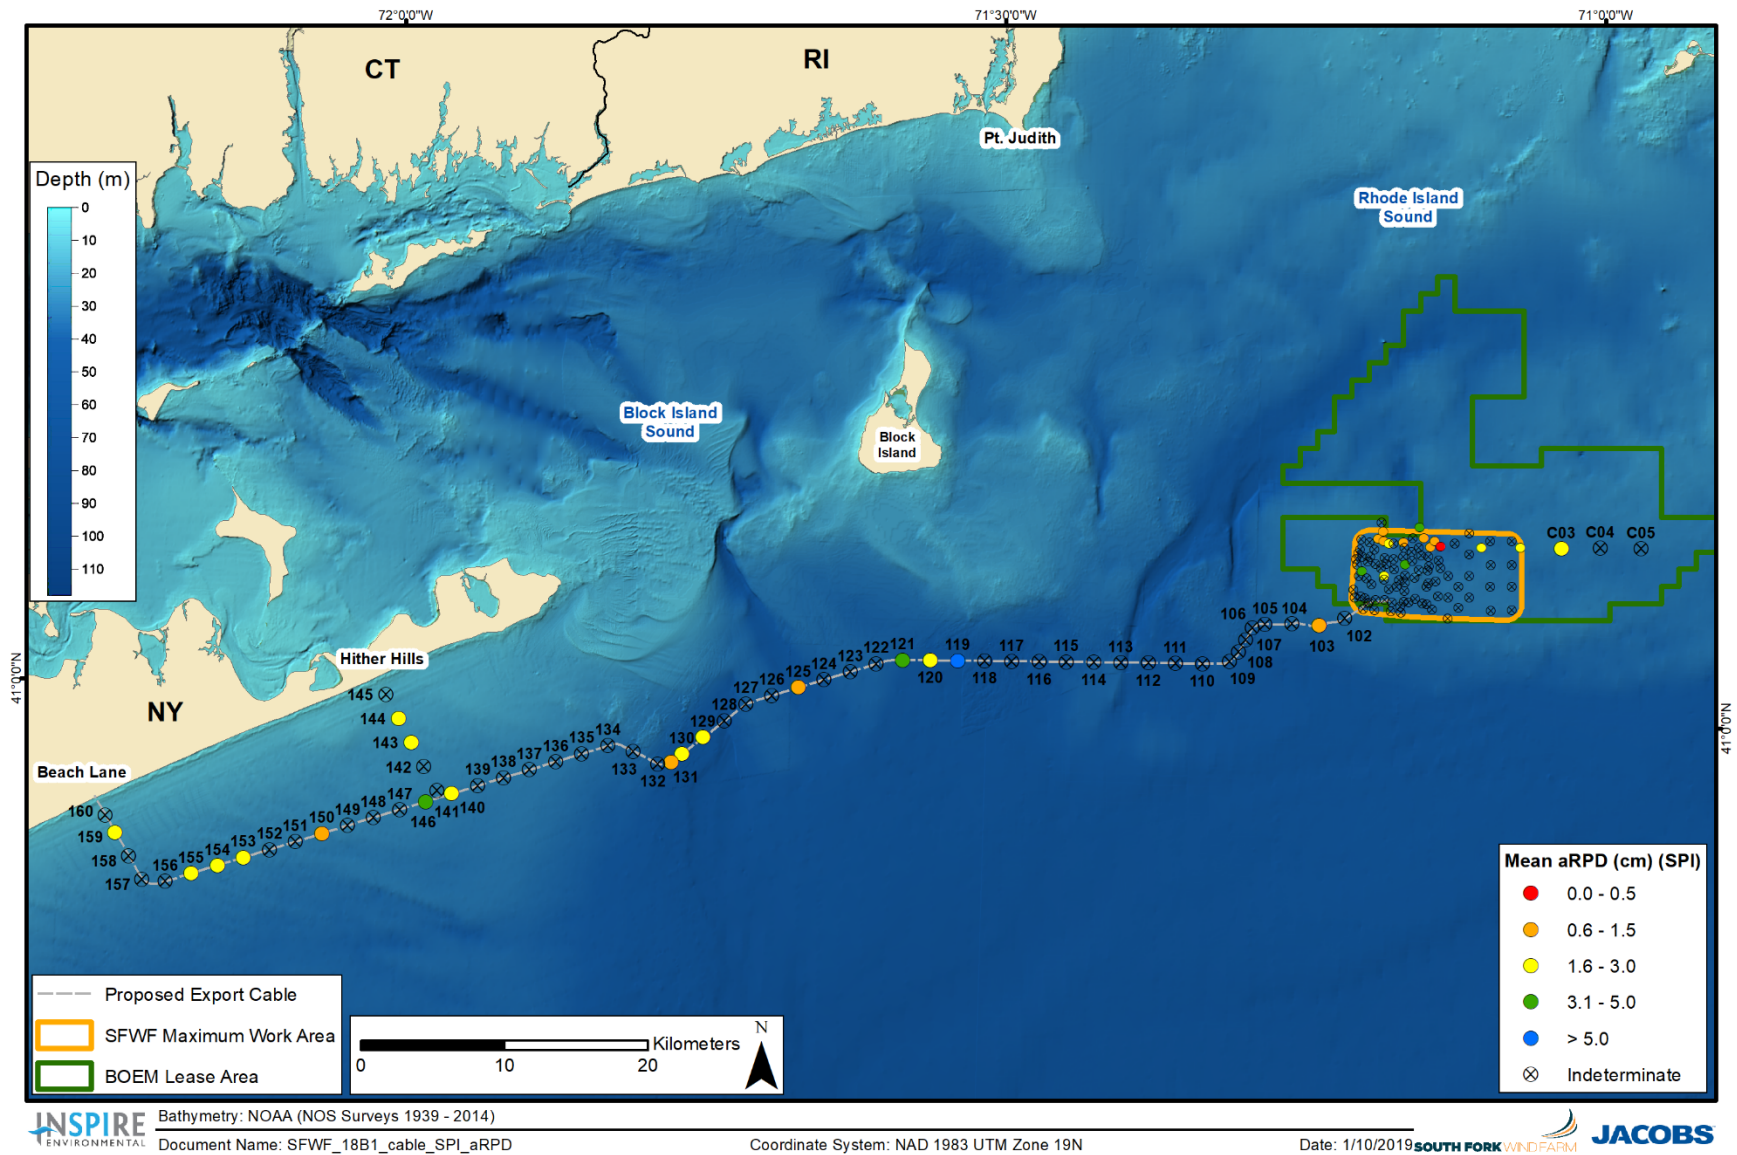 72°0'0"W
71°30'0"W
71°0'0"W
CT
RI
Pt. Judith
Depth (m)
0
10
20
30
40
50
60
70
80
90
100
110
Rhode Island
Sound
Block Island
Sound
Block
Island
C03
C04
C05
106
105
104
103
102
107
108
109
122
121
119
117
115
113
111
120
118
116
114
112
110
123
124
125
126
127
128
129
130
131
132
133
134
135
136
137
138
139
140
141
146
147
148
149
150
151
152
153
154
155
156
157
158
159
160
145
144
143
142
Hither Hills
NY
Beach Lane
41°0'0"N
41°0'0"N
Mean aRPD (cm) (SPI)
0.0 - 0.5
0.6 - 1.5
1.6 - 3.0
3.1 - 5.0
> 5.0
Indeterminate
Proposed Export Cable
SFWF Maximum Work Area
BOEM Lease Area
Kilometers
0
10
20
N
INSPIRE
ENVIRONMENTAL
Bathymetry: NOAA (NOS Surveys 1939 - 2014)
Document Name: SFWF_18B1_cable_SPI_aRPD
Coordinate System: NAD 1983 UTM Zone 19N
Date: 1/10/2019
SOUTH FORK WINDFARM
JACOBS